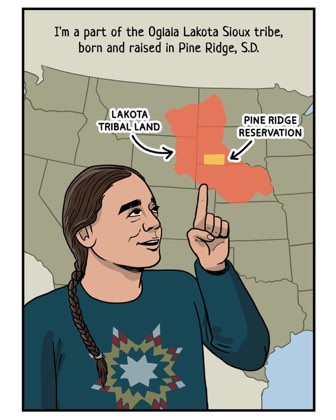 I'm a part of the Oglala Lakota Sioux tribe,
born and raised in Pine Ridge, S.D.
LAKOTA
TRIBAL LAND
PINE RIDGE
RESERVATION